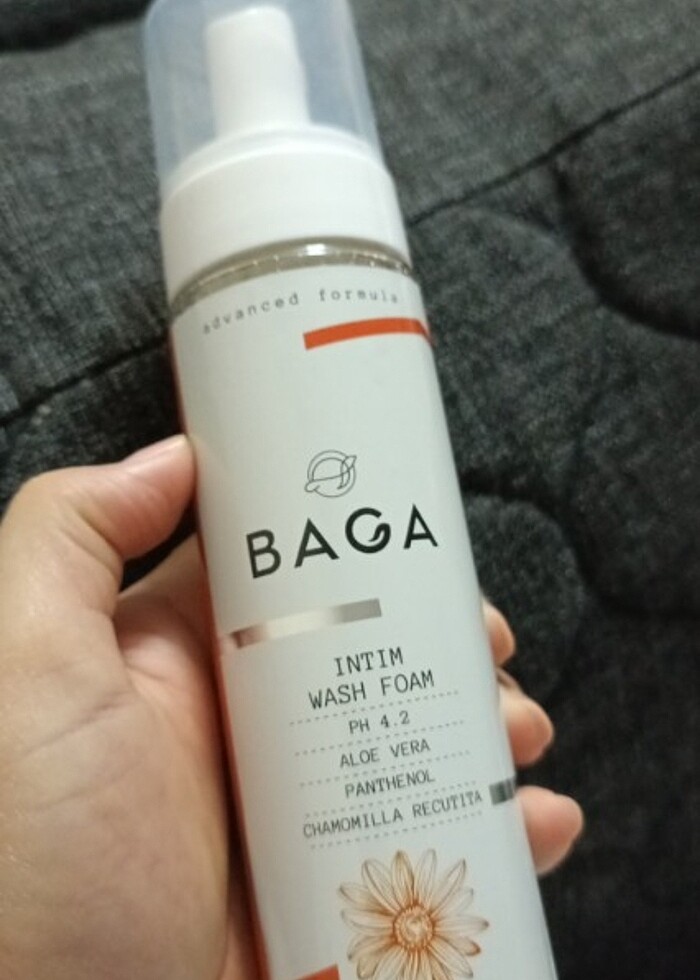 advanced formula
BAGA
INTIM
WASH FOAM
PH 4.2
ALOE VERA
PANTHENOL
CHAMOMILLA RECUTITA